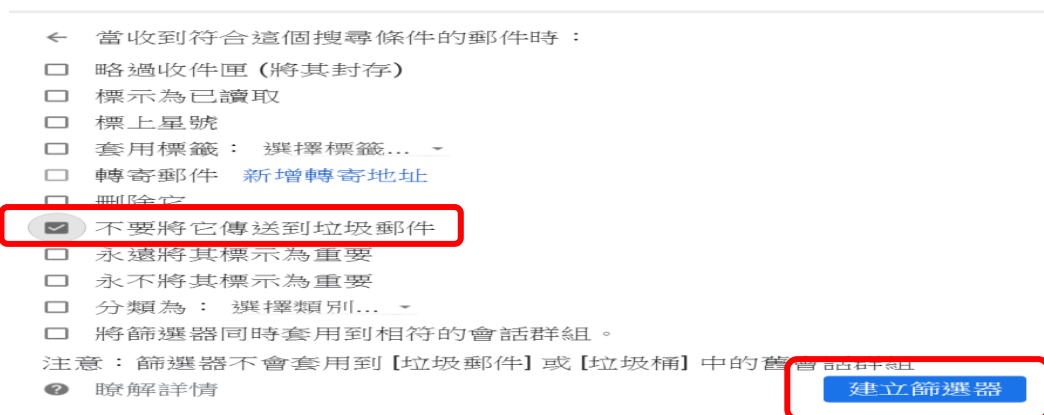 當收到符合這個搜尋條件的郵件時：
略過收件匣 (將其封存)
標示為已讀取
標上星號
套用標籤： 選擇標籤...
轉寄郵件 新增轉寄地址
刪除它
不要將它傳送到垃圾郵件
永遠將其標示為重要
永不將其標示為重要
分類為： 選擇類別...
將篩選器同時套用到相符的會話群組。
注意：篩選器不會套用到 [垃圾郵件] 或 [垃圾桶] 中的舊會話群組
瞭解詳情 建立篩選器